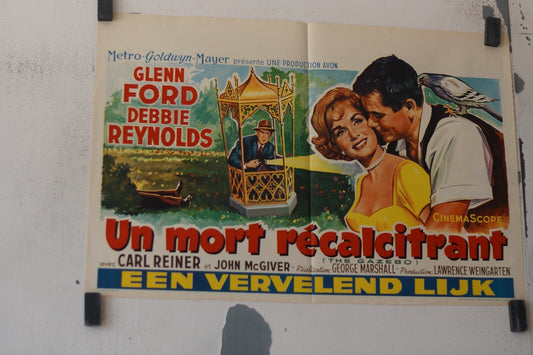 Metro-Goldwyn-Mayer présente UNE PRODUCTION AVON
GLENN
FORD
DEBBIE
REYNOLDS
CINEMASCOPE
Un mort récalcitrant
(THE GAZEBO)
avec CARL REINER et JOHN McGIVER - Réalisation: GEORGE MARSHALL - Production: LAWRENCE WEINGARTEN
EEN VERVELEND LIJK